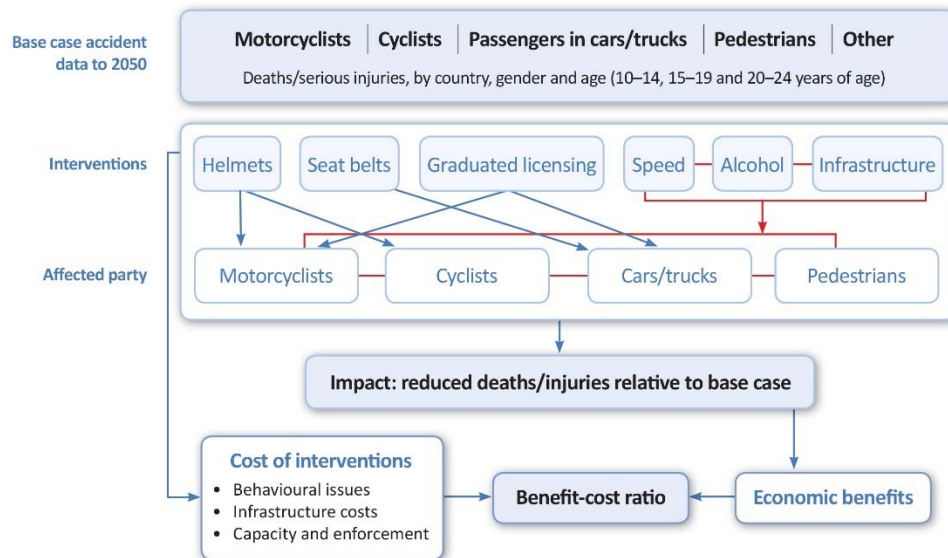 Base case accident
data to 2050
Motorcyclists | Cyclists | Passengers in cars/trucks | Pedestrians | Other
Deaths/serious injuries, by country, gender and age (10–14, 15–19 and 20–24 years of age)
Interventions
Helmets
Seat belts
Graduated licensing
Speed
Alcohol
Infrastructure
Affected party
Motorcyclists
Cyclists
Cars/trucks
Pedestrians
Impact: reduced deaths/injuries relative to base case
Cost of interventions
• Behavioural issues
• Infrastructure costs
• Capacity and enforcement
Benefit-cost ratio
Economic benefits